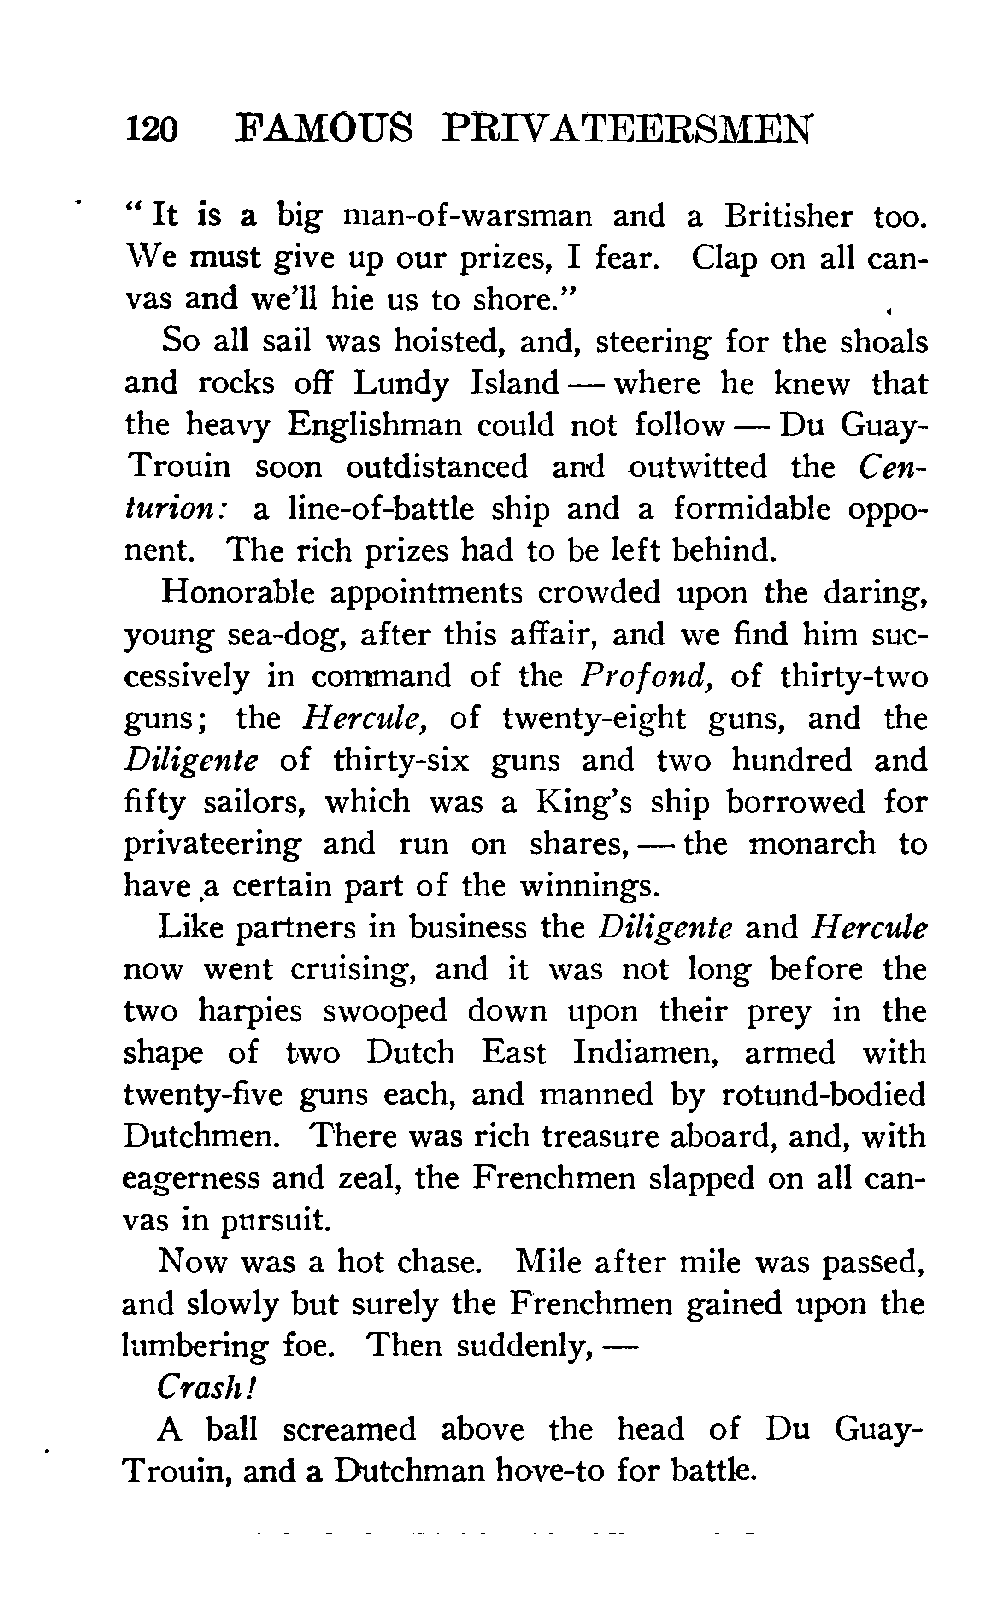 120 FAMOUS PRIVATEERSMEN
“ It is a big man-of-warsman and a Britisher too.
We must give up our prizes, I fear. Clap on all can-
vas and we’ll hie us to shore.”
So all sail was hoisted, and, steering for the shoals
and rocks off Lundy Island — where he knew that
the heavy Englishman could not follow — Du Guay-
Trouin soon outdistanced and outwitted the Cen-
turion: a line-of-battle ship and a formidable oppo-
nent. The rich prizes had to be left behind.
Honorable appointments crowded upon the daring,
young sea-dog, after this affair, and we find him suc-
cessively in command of the Profond, of thirty-two
guns; the Hercule, of twenty-eight guns, and the
Diligente of thirty-six guns and two hundred and
fifty sailors, which was a King’s ship borrowed for
privateering and run on shares, — the monarch to
have a certain part of the winnings.
Like partners in business the Diligente and Hercule
now went cruising, and it was not long before the
two harpies swooped down upon their prey in the
shape of two Dutch East Indiamen, armed with
twenty-five guns each, and manned by rotund-bodied
Dutchmen. There was rich treasure aboard, and, with
eagerness and zeal, the Frenchmen slapped on all can-
vas in pursuit.
Now was a hot chase. Mile after mile was passed,
and slowly but surely the Frenchmen gained upon the
lumbering foe. Then suddenly, —
Crash!
A ball screamed above the head of Du Guay-
Trouin, and a Dutchman hove-to for battle.